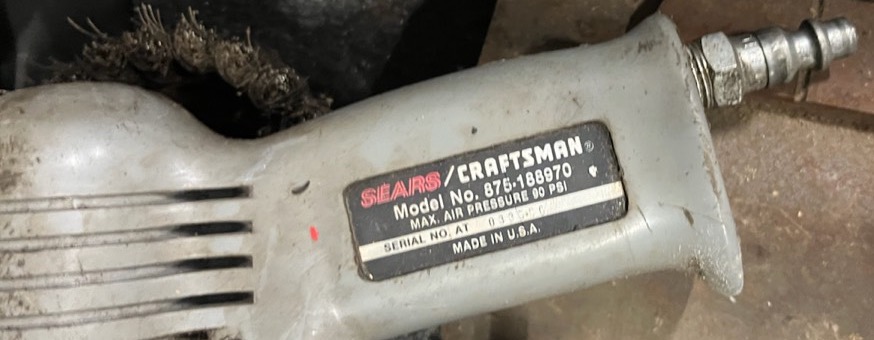 SEARS/CRAFTSMAN®
Model No. 875-188970
MAX. AIR PRESSURE 90 PSI
SERIAL NO. AT
MADE IN U.S.A.